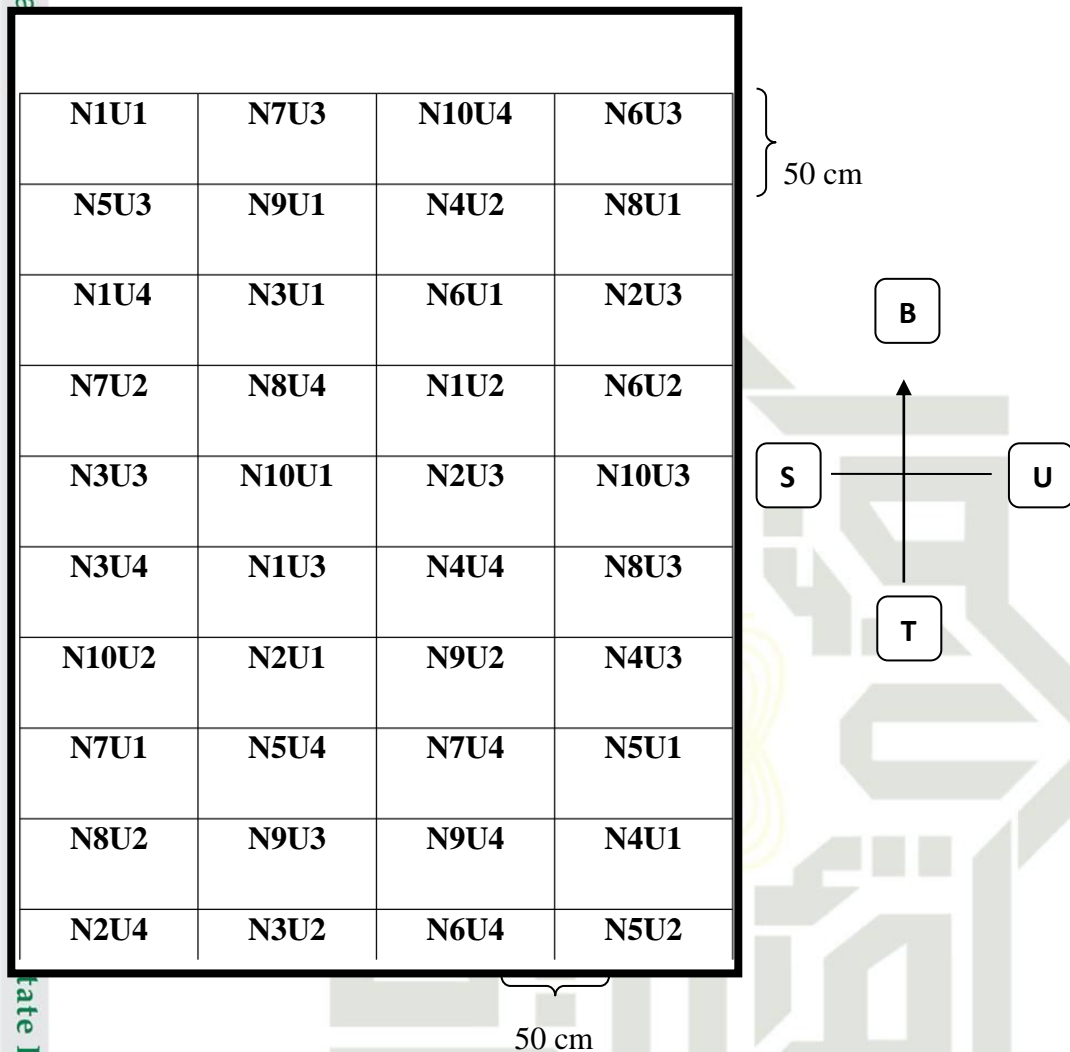 N1U1 N7U3 N10U4 N6U3
50 cm
N5U3 N9U1 N4U2 N8U1
N1U4 N3U1 N6U1 N2U3
B
N7U2 N8U4 N1U2 N6U2
N3U3 N10U1 N2U3 N10U3
S U
N3U4 N1U3 N4U4 N8U3
T
N10U2 N2U1 N9U2 N4U3
N7U1 N5U4 N7U4 N5U1
N8U2 N9U3 N9U4 N4U1
N2U4 N3U2 N6U4 N5U2
50 cm